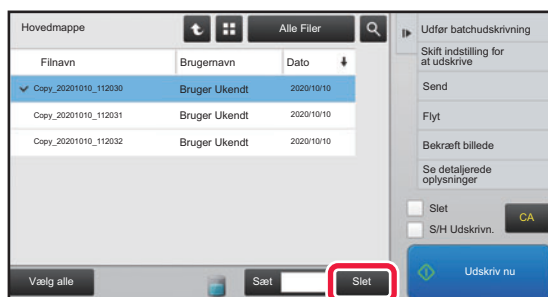 Hovedmappe
Alle Filer
Filnavn
Brugernavn
Dato
Copy_20201010_112030
Bruger Ukendt
2020/10/10
Copy_20201010_112031
Bruger Ukendt
2020/10/10
Copy_20201010_112032
Bruger Ukendt
2020/10/10
Vælg alle
Sæt
Slet
Udfør batchudskrivning
Skift indstilling for
at udskrive
Send
Flyt
Bekræft billede
Se detaljerede
oplysninger
Slet
S/H Udskrivn.
CA
Udskriv nu